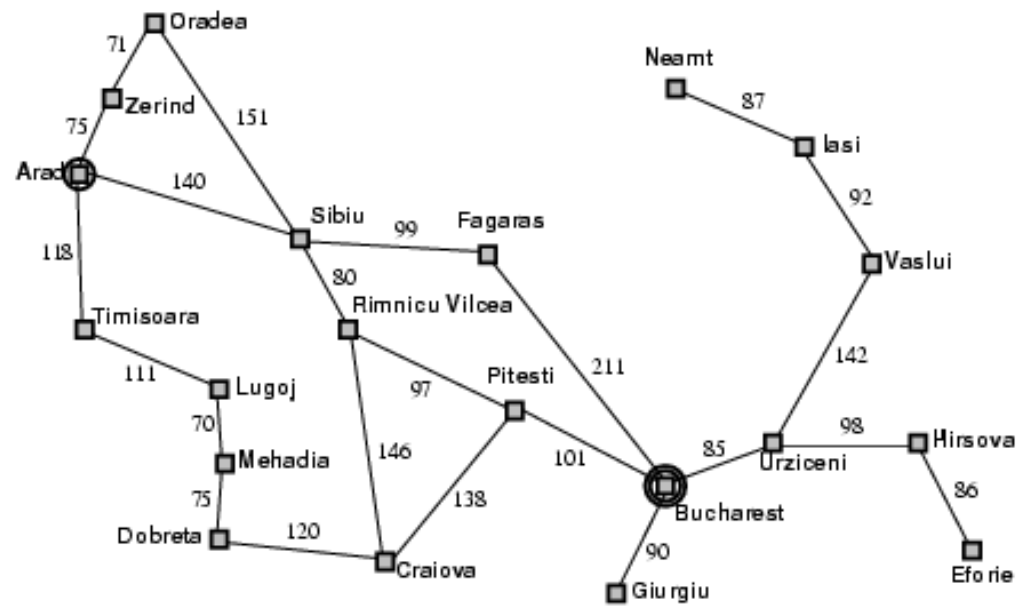 Oradea
71
Neamt
87
Zerind
151
75
Iasi
Arad
140
92
Sibiu
Fagaras
99
118
Vaslui
80
Timisoara
Rimnicu Vilcea
142
111
211
Pitesti
Lugoj
97
70
98
Hirsova
85
146
101
Urziceni
Mehadia
75
138
86
Bucharest
Dobreta
120
90
Craiova
Eforie
Giurgiu